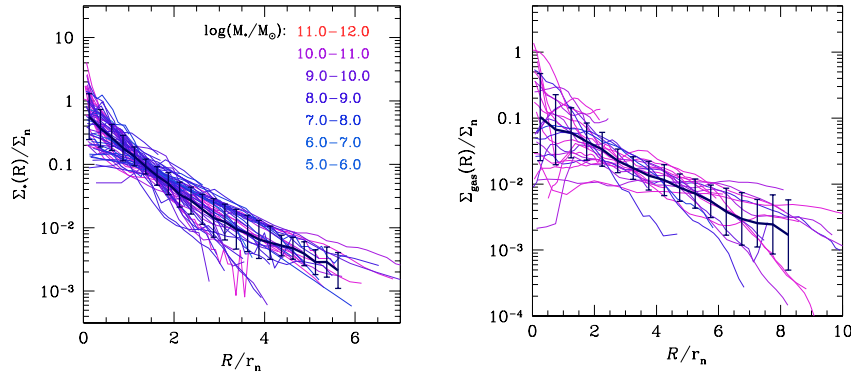 log(M⋆/M⊙): 11.0−12.0
10.0−11.0
9.0−10.0
8.0−9.0
7.0−8.0
6.0−7.0
5.0−6.0
Σ⋆(R)/Σn
10
1
0.1
10⁻²
10⁻³
0 2 4 6
R/rn
Σgas(R)/Σn
1
0.1
10⁻²
10⁻³
10⁻⁴
0 2 4 6 8 10
R/rn